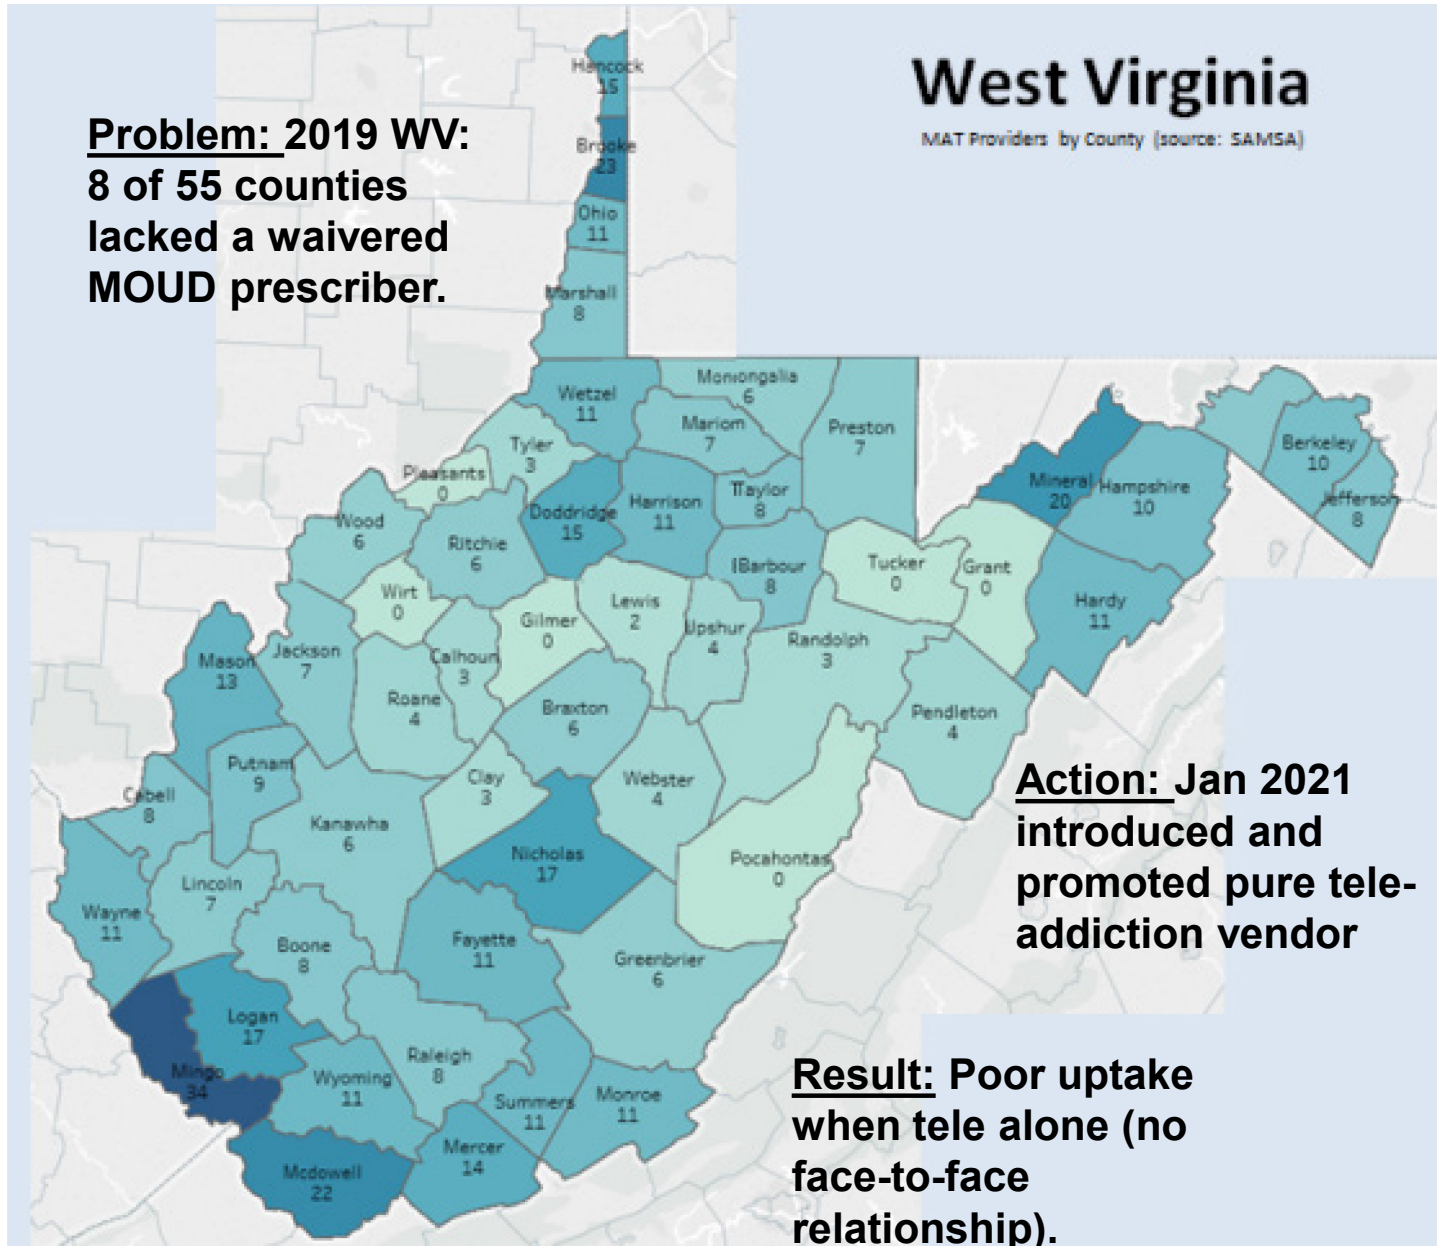 West Virginia
MAT Providers by County (source: SAMSA)
Problem: 2019 WV:
8 of 55 counties
lacked a waivered
MOUD prescriber.
Hancock
15
Brooke
23
Ohio
11
Marshall
8
Wetzel
11
Monongalia
6
Mariom
7
Preston
7
Tyler
3
Pleasants
0
Doddridge
15
Harrison
11
Taylor
8
Mineral
20
Hampshire
10
Berkeley
10
Jefferson
8
Wood
6
Ritchie
6
Barbour
8
Tucker
0
Grant
0
Hardy
11
Wirt
0
Gilmer
0
Lewis
2
Upshur
4
Randolph
3
Mason
13
Jackson
7
Calhoun
3
Roane
4
Braxton
6
Pendleton
4
Putnam
9
Clay
3
Webster
4
Cabell
8
Kanawha
6
Nicholas
17
Pocahontas
0
Lincoln
7
Wayne
11
Boone
8
Fayette
11
Greenbrier
6
Logan
17
Mingo
34
Wyoming
11
Raleigh
8
Summers
11
Monroe
11
Mercer
14
Mcdowell
22
Action: Jan 2021
introduced and
promoted pure tele-
addiction vendor
Result: Poor uptake
when tele alone (no
face-to-face
relationship).